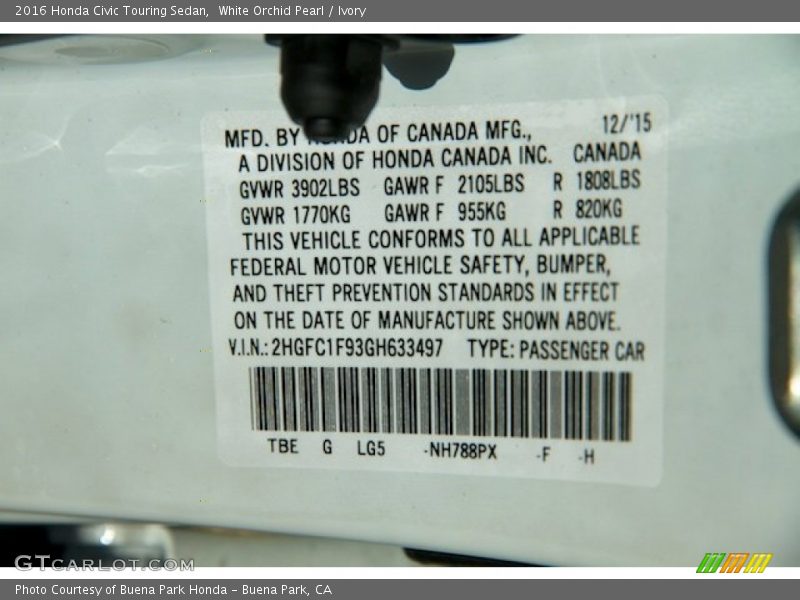 2016 Honda Civic Touring Sedan,  White Orchid Pearl / Ivory
12/'15
MFD. BY HONDA OF CANADA MFG.,
A DIVISION OF HONDA CANADA INC. CANADA
GVWR 3902LBS GAWR F 2105LBS R 1808LBS
GVWR 1770KG GAWR F 955KG R 820KG
THIS VEHICLE CONFORMS TO ALL APPLICABLE
FEDERAL MOTOR VEHICLE SAFETY, BUMPER,
AND THEFT PREVENTION STANDARDS IN EFFECT
ON THE DATE OF MANUFACTURE SHOWN ABOVE.
V.I.N.: 2HGFC1F93GH633497 TYPE: PASSENGER CAR
TBE G LG5 -NH788PX -F -H
GTCARLOT.COM
Photo Courtesy of Buena Park Honda - Buena Park, CA